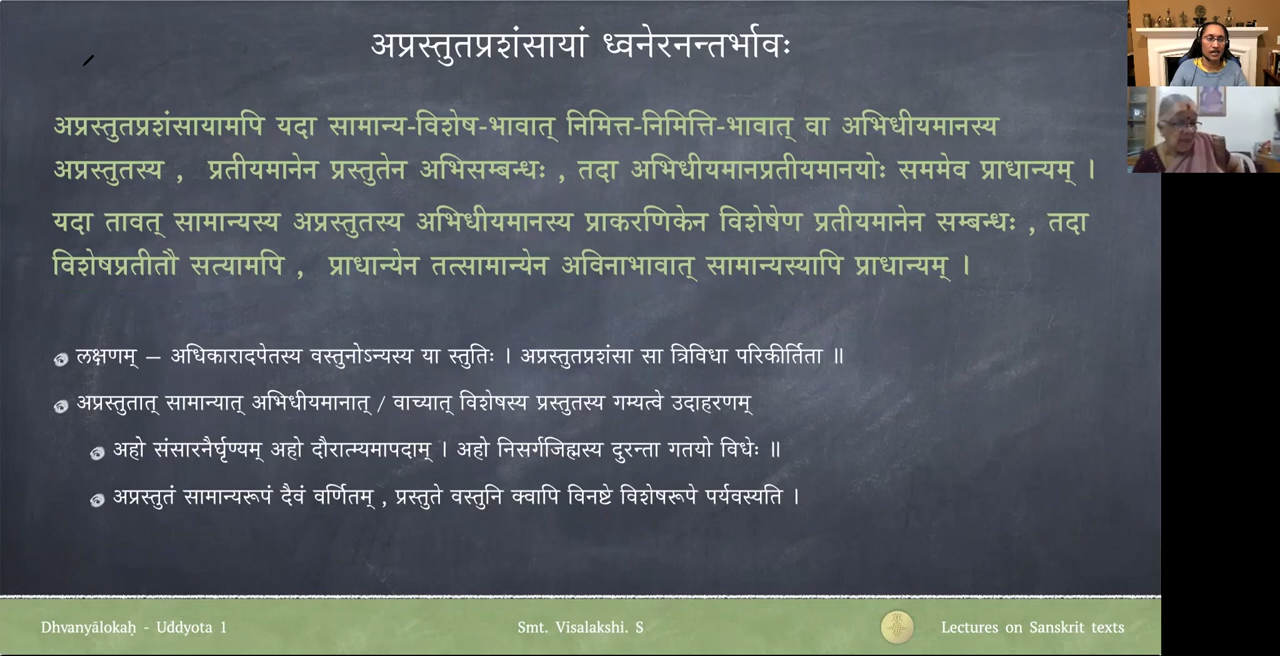 अप्रस्तुतप्रशंसायां ध्वनेरनन्तर्भावः
अप्रस्तुतप्रशंसायामपि यदा सामान्य-विशेष-भावात् निमित्त-निमित्ति-भावात् वा अभिधीयमानस्य
अप्रस्तुतस्य , प्रतीयमानेन प्रस्तुतेन अभिसम्बन्धः , तदा अभिधीयमानप्रतीयमानयोः सममेव प्राधान्यम् ।
यदा तावत् सामान्यस्य अप्रस्तुतस्य अभिधीयमानस्य प्राकरणिकेन विशेषेण प्रतीयमानेन सम्बन्धः , तदा
विशेषप्रतीतौ सत्यामपि , प्राधान्येन तत्सामान्येन अविनाभावात् सामान्यस्यापि प्राधान्यम् ।
लक्षणम् – अधिकारादपेतस्य वस्तुनोऽन्यस्य या स्तुतिः । अप्रस्तुतप्रशंसा सा त्रिविधा परिकीर्तिता ॥
अप्रस्तुतात् सामान्यात् अभिधीयमानात् / वाच्यात् विशेषस्य प्रस्तुतस्य गम्यत्वे उदाहरणम्
अहो संसारनैर्घृण्यम् अहो दौरात्म्यमापदाम् । अहो निसर्गजिह्मस्य दुरन्ता गतयो विधेः ॥
अप्रस्तुतं सामान्यरूपं दैवं वर्णितम् , प्रस्तुते वस्तुनि क्वापि विनष्टे विशेषरूपे पर्यवस्यति ।
Dhvanyālokaḥ - Uddyota 1 Smt. Visalakshi. S Lectures on Sanskrit texts